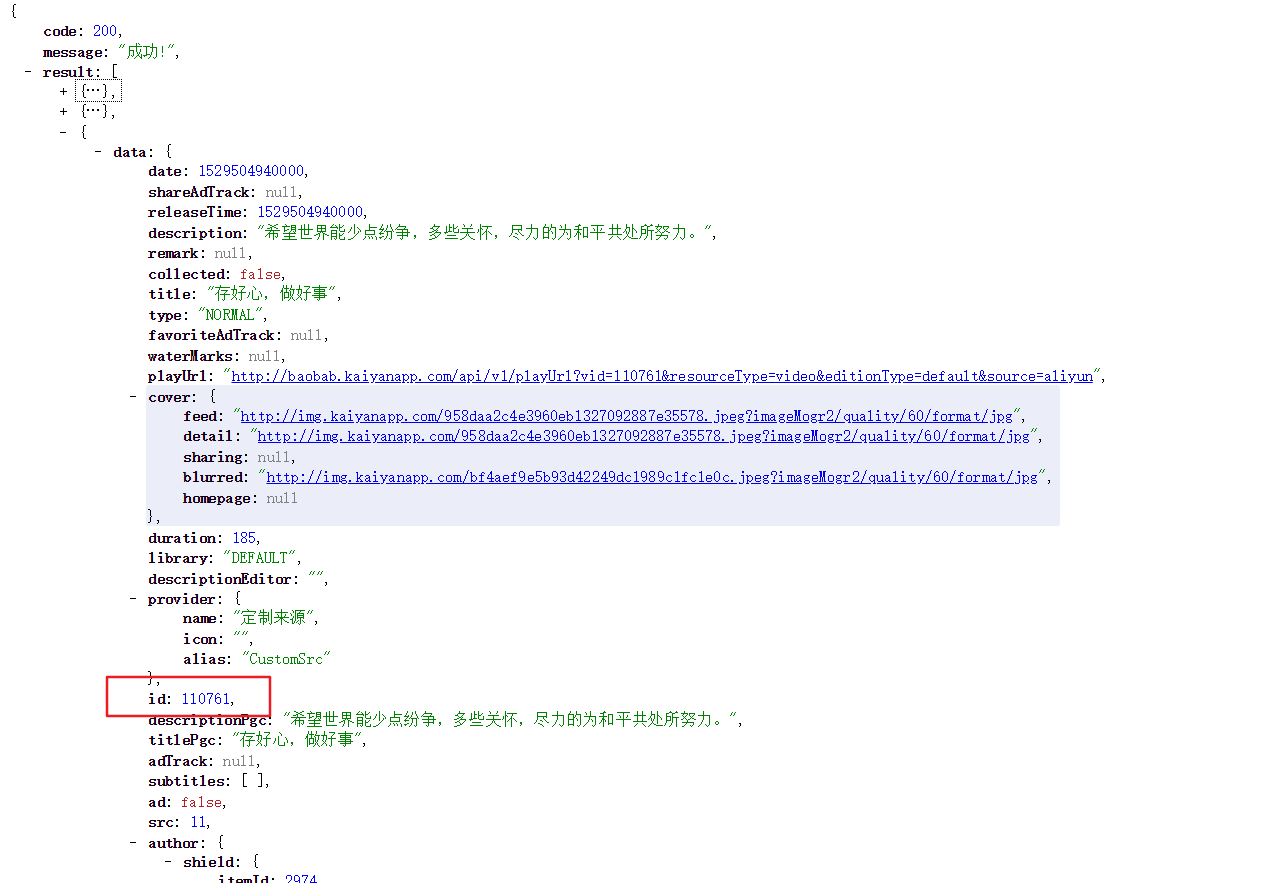 {
code: 200,
message: "成功!",
- result: [
+ {…},
+ {…},
- {
- data: {
date: 1529504940000,
shareAdTrack: null,
releaseTime: 1529504940000,
description: "希望世界能少点纷争，多些关怀，尽力的为和平共处所努力。",
remark: null,
collected: false,
title: "存好心，做好事",
type: "NORMAL",
favoriteAdTrack: null,
waterMarks: null,
playUrl: "http://baobab.kaiyanapp.com/api/v1/playUrl?vid=110761&resourceType=video&editionType=default&source=aliyun",
- cover: {
feed: "http://img.kaiyanapp.com/958daa2c4e3960eb1327092887e35578.jpeg?imageMogr2/quality/60/format/jpg",
detail: "http://img.kaiyanapp.com/958daa2c4e3960eb1327092887e35578.jpeg?imageMogr2/quality/60/format/jpg",
sharing: null,
blurred: "http://img.kaiyanapp.com/bf4aef9e5b93d42249dc1989c1fc1e0c.jpeg?imageMogr2/quality/60/format/jpg",
homepage: null
},
duration: 185,
library: "DEFAULT",
descriptionEditor: "",
- provider: {
name: "定制来源",
icon: "",
alias: "CustomSrc"
},
id: 110761,
descriptionPgc: "希望世界能少点纷争，多些关怀，尽力的为和平共处所努力。",
titlePgc: "存好心，做好事",
adTrack: null,
subtitles: [ ],
ad: false,
src: 11,
- author: {
- shield: {
itemId: 2974,